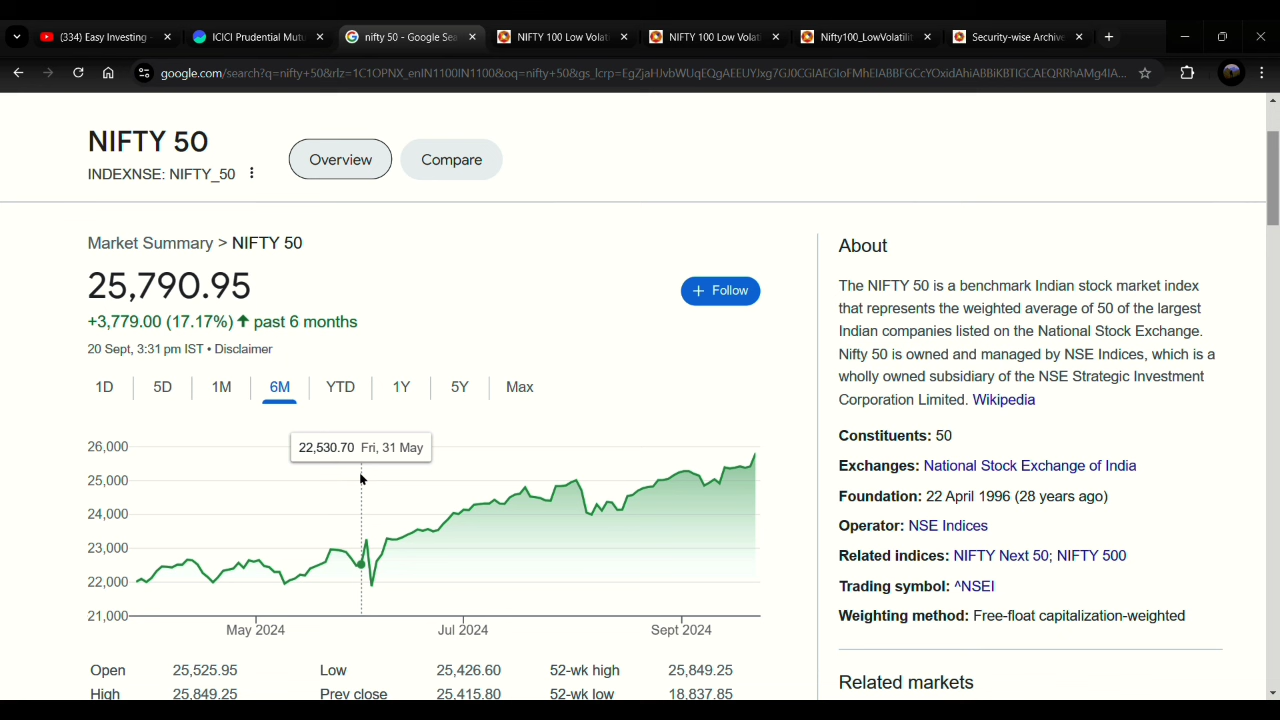 (334) Easy Investing
ICICI Prudential Mutu
nifty 50 - Google Sea
NIFTY 100 Low Volati
NIFTY 100 Low Volati
Nifty100_LowVolatilit
Security-wise Archive
google.com/search?q=nifty+50&rlz=1C1OPNX_enIN1100IN1100&oq=nifty+50&gs_lcrp=
NIFTY 50
INDEXNSE: NIFTY_50
Overview
Compare
Market Summary > NIFTY 50
25,790.95
+ Follow
+3,779.00 (17.17%) ↑ past 6 months
20 Sept, 3:31 pm IST • Disclaimer
1D 5D 1M 6M YTD 1Y 5Y Max
22,530.70 Fri, 31 May
26,000
25,000
24,000
23,000
22,000
21,000
May 2024 Jul 2024 Sept 2024
Open 25,525.95 Low 25,426.60 52-wk high 25,849.25
High 25,849.25 Prev close 25,415.80 52-wk low 18,837.85
About
The NIFTY 50 is a benchmark Indian stock market index
that represents the weighted average of 50 of the largest
Indian companies listed on the National Stock Exchange.
Nifty 50 is owned and managed by NSE Indices, which is a
wholly owned subsidiary of the NSE Strategic Investment
Corporation Limited. Wikipedia
Constituents: 50
Exchanges: National Stock Exchange of India
Foundation: 22 April 1996 (28 years ago)
Operator: NSE Indices
Related indices: NIFTY Next 50; NIFTY 500
Trading symbol: ^NSEI
Weighting method: Free-float capitalization-weighted
Related markets